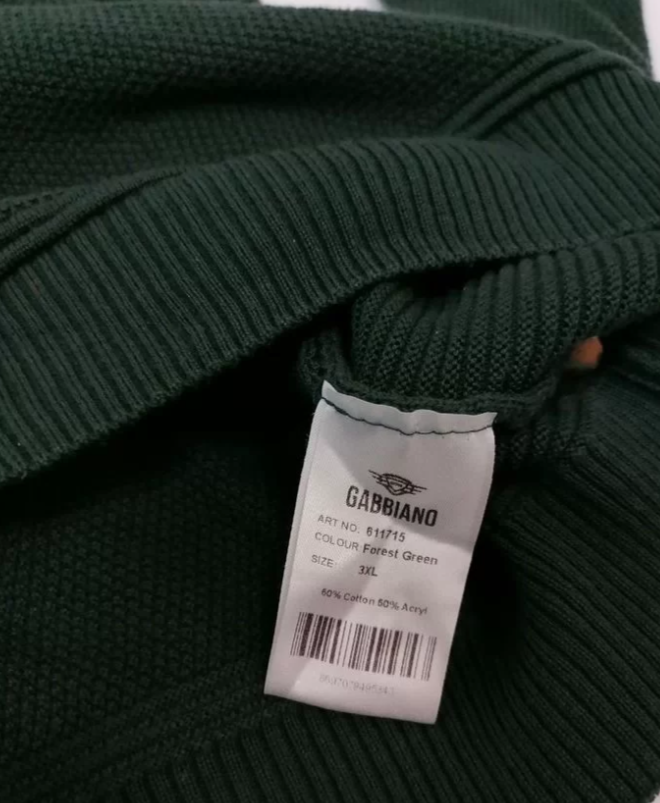 GABBIANO
ART NO. 611715
COLOUR Forest Green
SIZE: 3XL
50% Cotton 50% Acryl